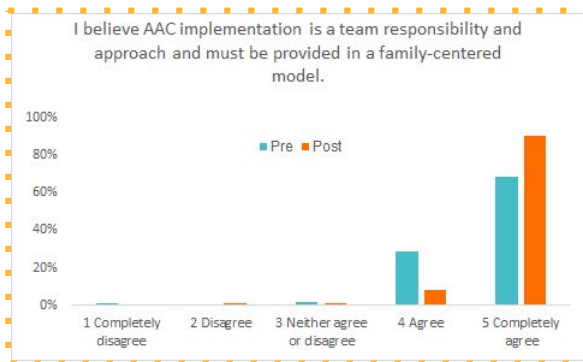 I believe AAC implementation is a team responsibility and
approach and must be provided in a family-centered
model.
100%
Pre Post
80%
60%
40%
20%
0%
1 Completely 2 Disagree 3 Neither agree 4 Agree 5 Completely
disagree or disagree agree